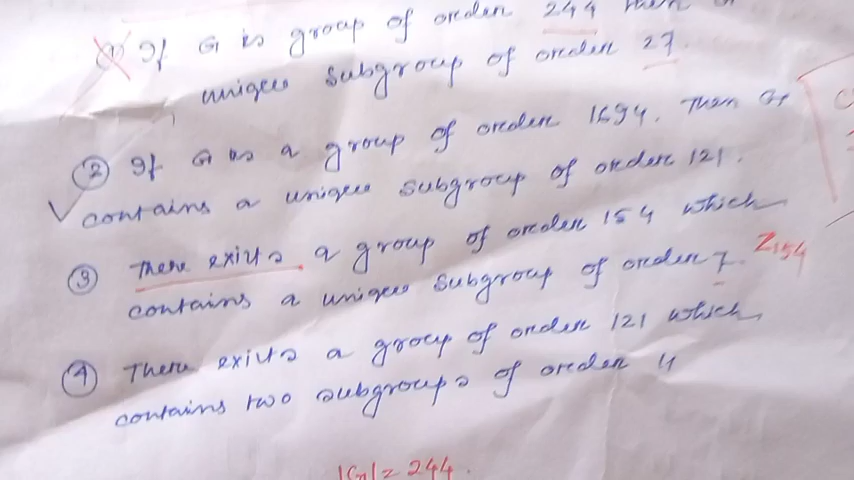 (1) If G is group of order 244 then G
unique subgroup of order 27.
(2) If G is a group of order 1694. Then G
contains a unique subgroup of order 121.
(3) There exits a group of order 154 which
contains a unique subgroup of order 7. Z154
(4) There exits a group of order 121 which
contains two subgroups of order 11
|G| = 244.